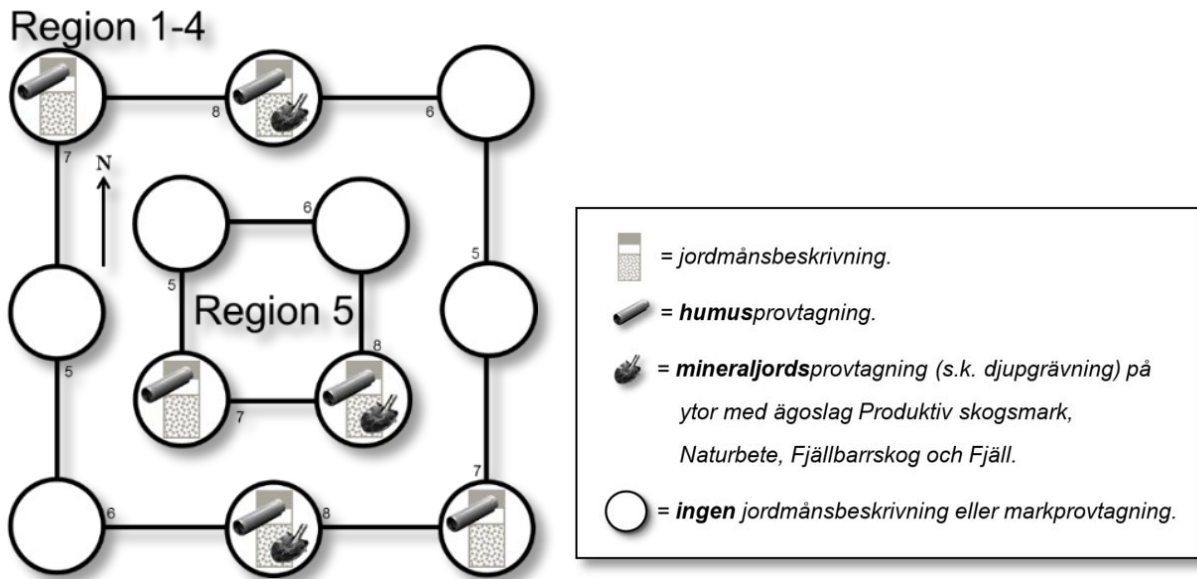 Region 1-4
8
6
7
N
6
5
5
Region 5
8
5
7
7
6
8
= jordmånsbeskrivning.
= humusprovtagning.
= mineraljordsprovtagning (s.k. djupgrävning) på
ytor med ägoslag Produktiv skogsmark,
Naturbete, Fjällbarrskog och Fjäll.
= ingen jordmånsbeskrivning eller markprovtagning.